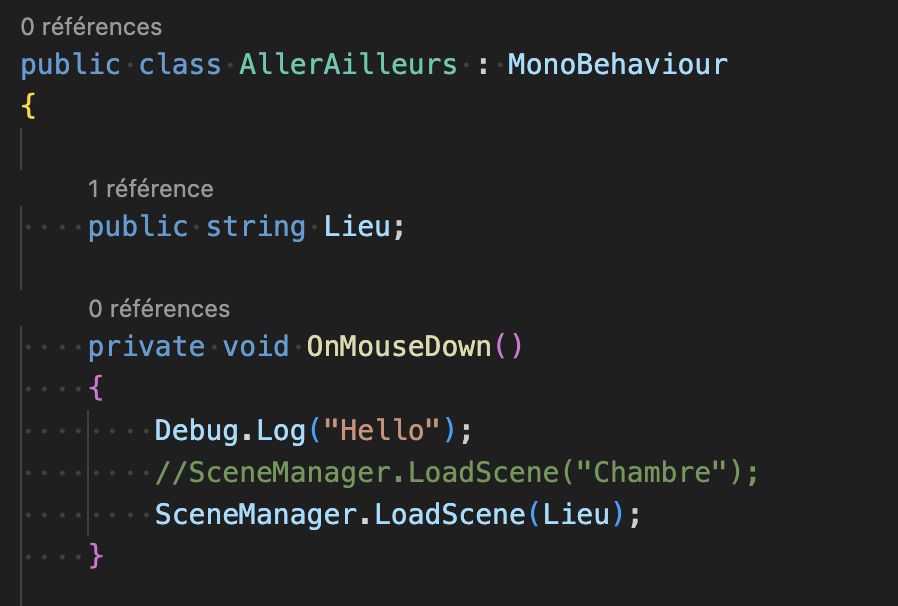 0 références
public class AllerAilleurs : MonoBehaviour
{
1 référence
public string Lieu;
0 références
private void OnMouseDown()
{
Debug.Log("Hello");
//SceneManager.LoadScene("Chambre");
SceneManager.LoadScene(Lieu);
}